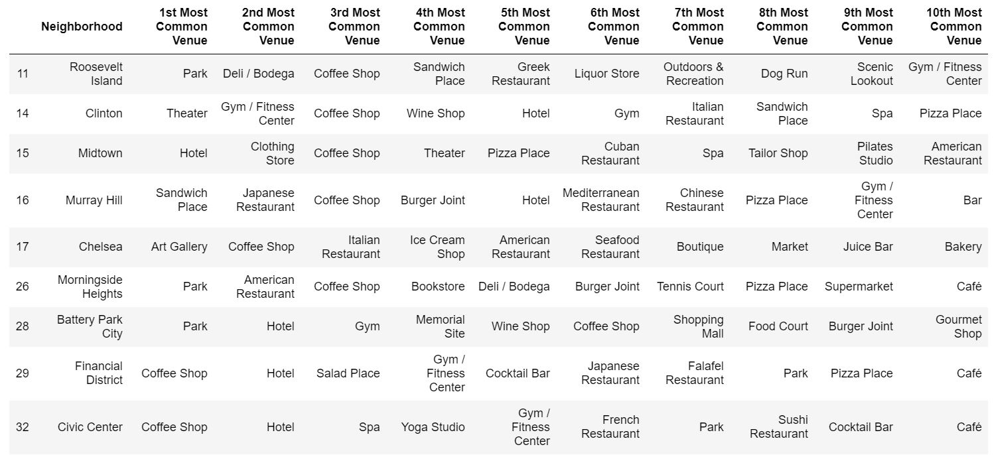 Neighborhood 1st Most Common Venue 2nd Most Common Venue 3rd Most Common Venue 4th Most Common Venue 5th Most Common Venue 6th Most Common Venue 7th Most Common Venue 8th Most Common Venue 9th Most Common Venue 10th Most Common Venue
11 Roosevelt Island Park Deli / Bodega Coffee Shop Sandwich Place Greek Restaurant Liquor Store Outdoors & Recreation Dog Run Scenic Lookout Gym / Fitness Center
14 Clinton Theater Gym / Fitness Center Coffee Shop Wine Shop Hotel Gym Italian Restaurant Sandwich Place Spa Pizza Place
15 Midtown Hotel Clothing Store Coffee Shop Theater Pizza Place Cuban Restaurant Spa Tailor Shop Pilates Studio American Restaurant
16 Murray Hill Sandwich Place Japanese Restaurant Coffee Shop Burger Joint Hotel Mediterranean Restaurant Chinese Restaurant Pizza Place Gym / Fitness Center Bar
17 Chelsea Art Gallery Coffee Shop Italian Restaurant Ice Cream Shop American Restaurant Seafood Restaurant Boutique Market Juice Bar Bakery
26 Morningside Heights Park American Restaurant Coffee Shop Bookstore Deli / Bodega Burger Joint Tennis Court Pizza Place Supermarket Café
28 Battery Park City Park Hotel Gym Memorial Site Wine Shop Coffee Shop Shopping Mall Food Court Burger Joint Gourmet Shop
29 Financial District Coffee Shop Hotel Salad Place Gym / Fitness Center Cocktail Bar Japanese Restaurant Falafel Restaurant Park Pizza Place Café
32 Civic Center Coffee Shop Hotel Spa Yoga Studio Gym / Fitness Center French Restaurant Park Sushi Restaurant Cocktail Bar Café